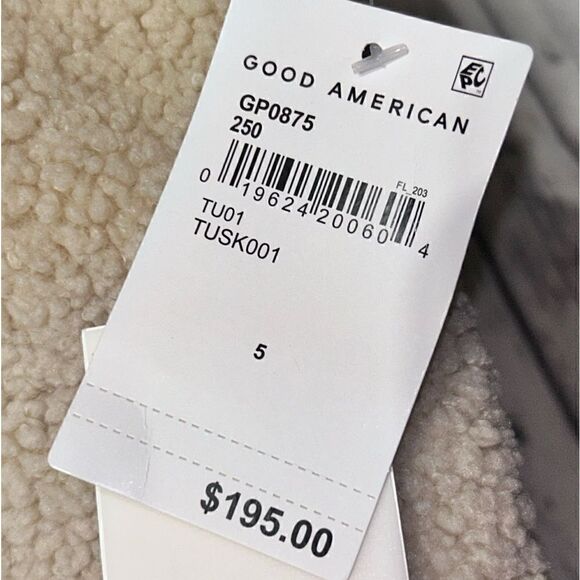 GOOD AMERICAN
GP0875
250
FL_203
0 19624 20060 4
TU01
TUSK001
5
$195.00